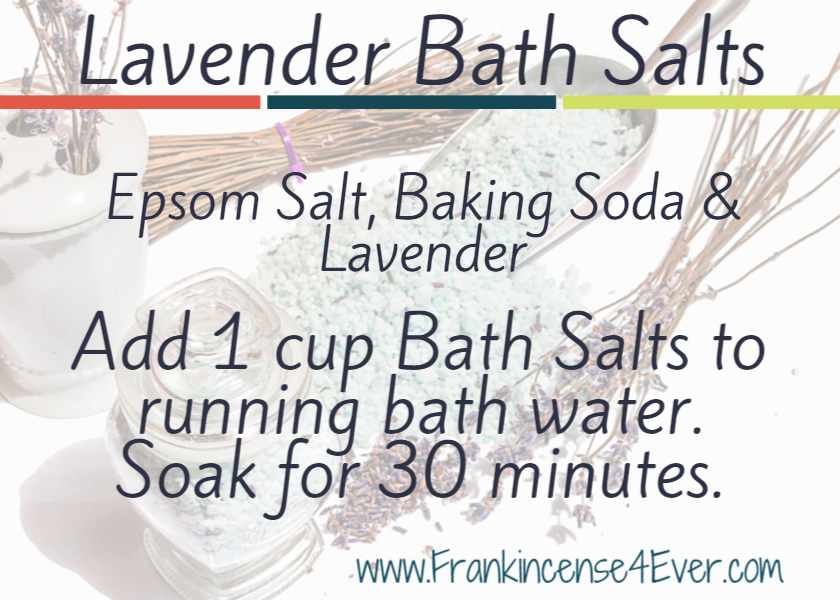 Lavender Bath Salts
Epsom Salt, Baking Soda &
Lavender
Add 1 cup Bath Salts to
running bath water.
Soak for 30 minutes.
www.Frankincense4Ever.com